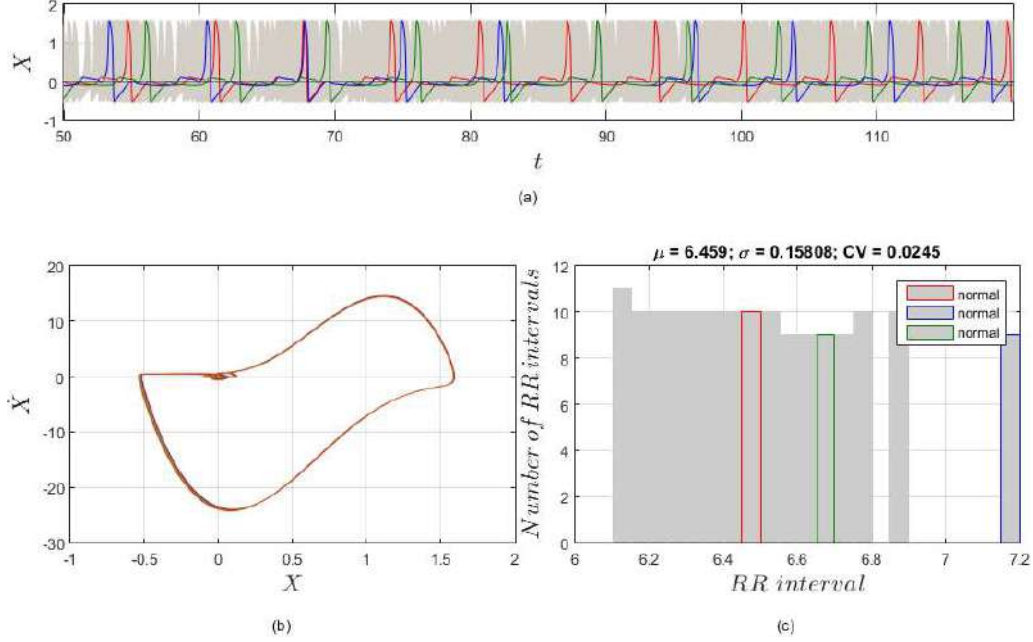 2
1
0
-1
X
50 60 70 80 90 100 110
t
(a)
20
10
0
-10
-20
-30
Ẋ
-1 -0.5 0 0.5 1 1.5 2
X
(b)
μ = 6.459; σ = 0.15808; CV = 0.0245
12
10
8
6
4
2
0
Number of RR intervals
normal
normal
normal
6 6.2 6.4 6.6 6.8 7 7.2
RR interval
(c)